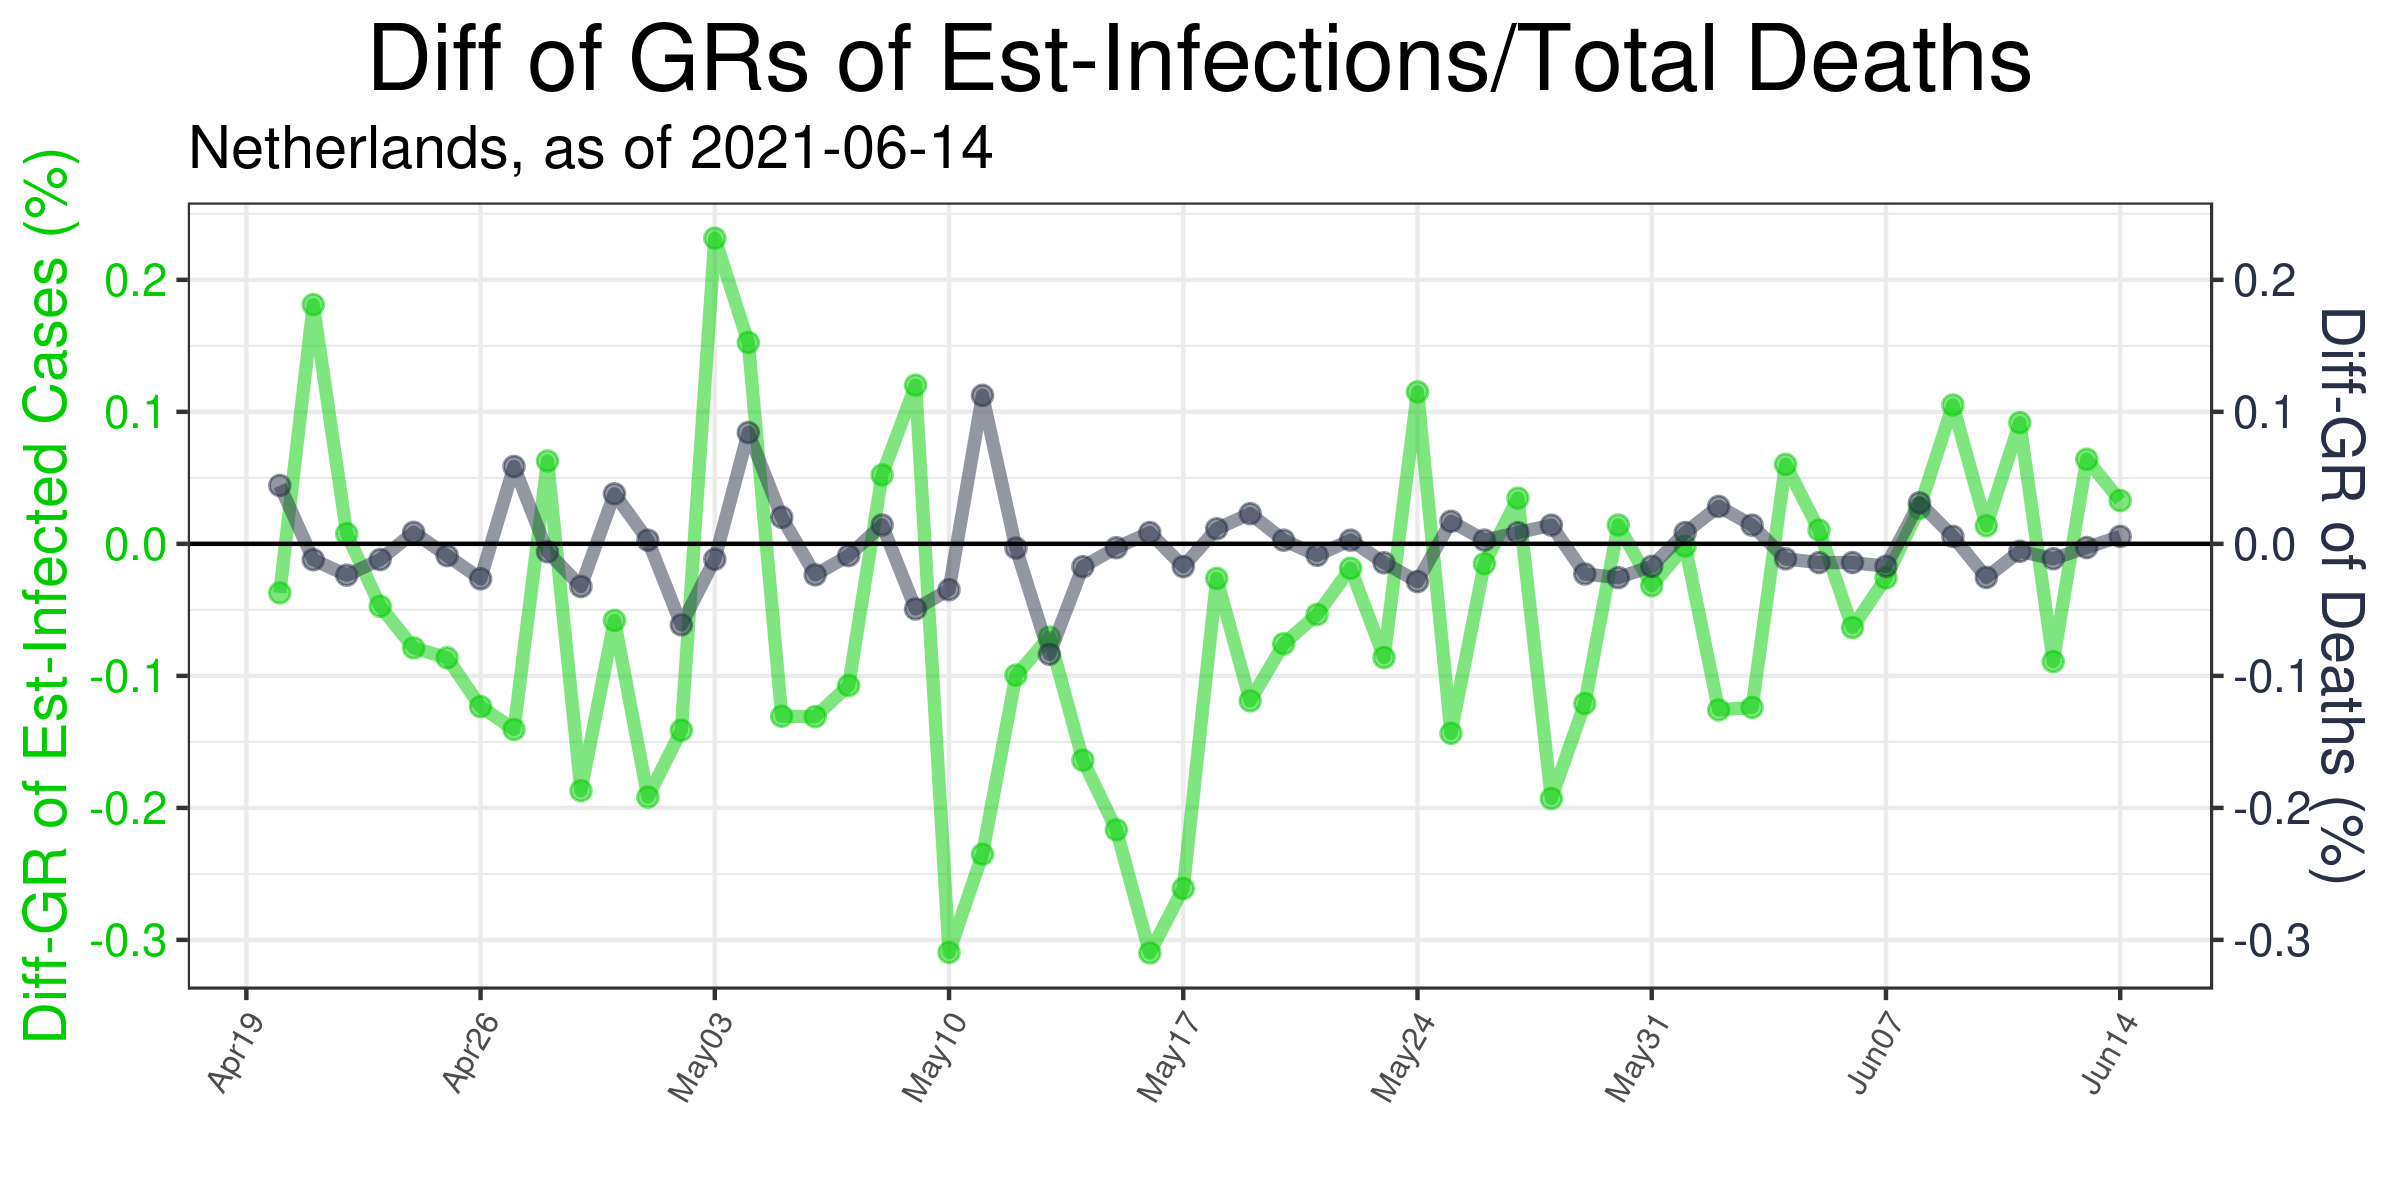 Diff of GRs of Est-Infections/Total Deaths
Netherlands, as of 2021-06-14
Diff-GR of Est-Infected Cases (%)
0.2
0.1
0.0
-0.1
-0.2
-0.3
0.2
0.1
0.0
-0.1
-0.2
-0.3
Diff-GR of Deaths (%)
Apr19
Apr26
May03
May10
May17
May24
May31
Jun07
Jun14